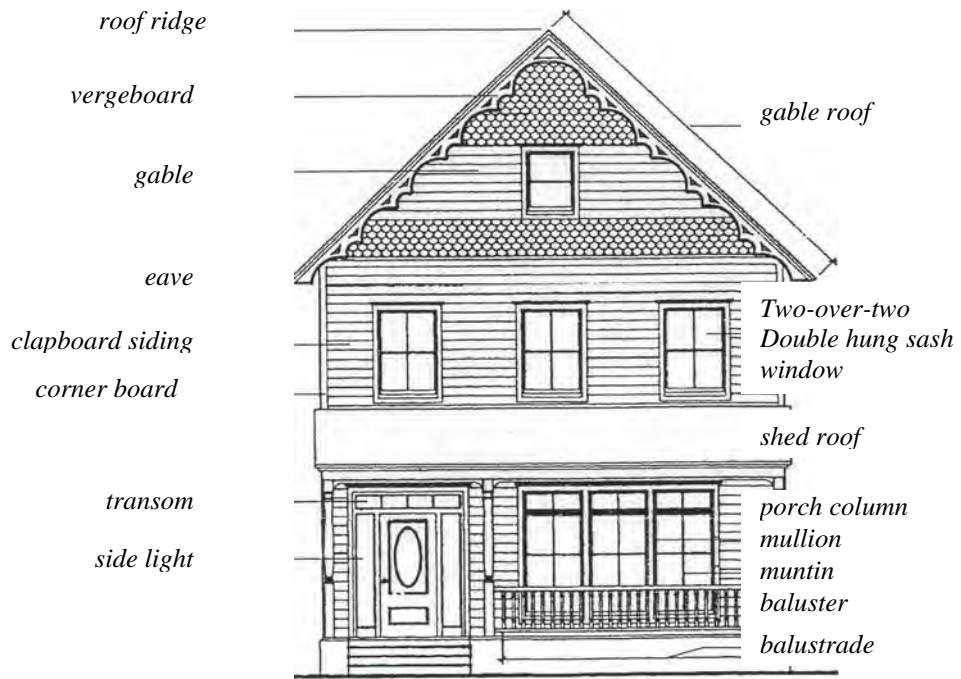 roof ridge
vergeboard
gable
eave
clapboard siding
corner board
transom
side light
gable roof
Two-over-two
Double hung sash
window
shed roof
porch column
mullion
muntin
baluster
balustrade